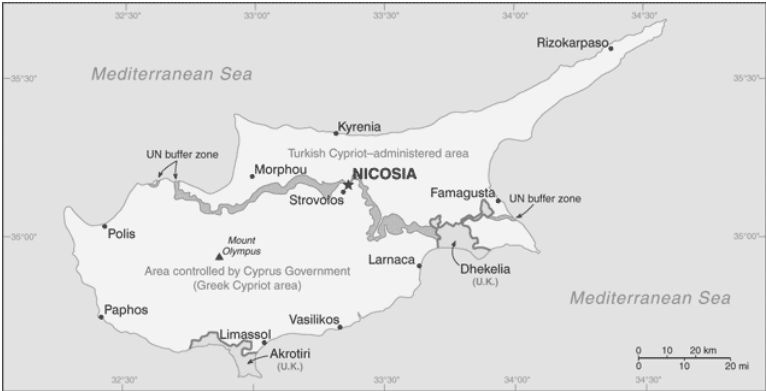 32°30'
33°00'
33°30'
34°00'
34°30'
Rizokarpaso
Mediterranean Sea
35°30'
35°30'
Kyrenia
UN buffer zone
Turkish Cypriot–administered area
Morphou
NICOSIA
Strovolos
Famagusta
UN buffer zone
Polis
35°00'
35°00'
Mount
Olympus
Larnaca
Area controlled by Cyprus Government
(Greek Cypriot area)
Dhekelia
(U.K.)
Mediterranean Sea
Paphos
Vasilikos
Limassol
Akrotiri
(U.K.)
0 10 20 km
0 10 20 mi
32°30'
33°00'
33°30'
34°00'
34°30'